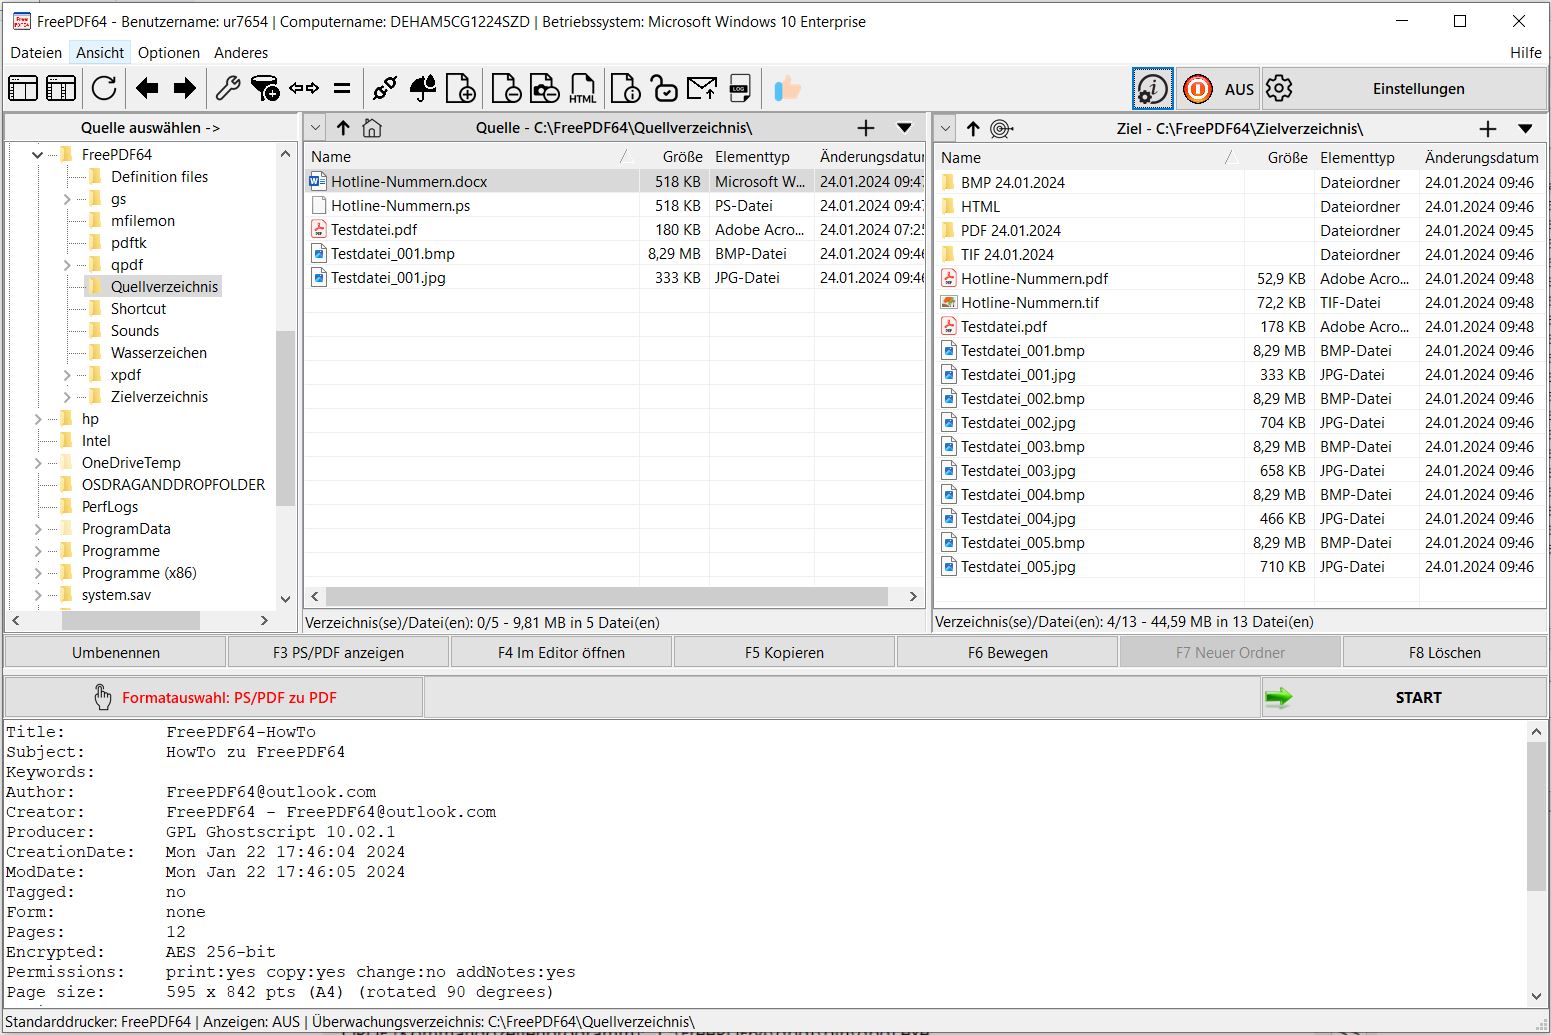 FreePDF64 - Benutzername: ur7654 | Computername: DEHAM5CG1224SZD | Betriebssystem: Microsoft Windows 10 Enterprise
Dateien Ansicht Optionen Anderes Hilfe
HTML LOG AUS Einstellungen
Quelle auswählen ->
FreePDF64
Definition files
gs
mfilemon
pdftk
qpdf
Quellverzeichnis
Shortcut
Sounds
Wasserzeichen
xpdf
Zielverzeichnis
hp
Intel
OneDriveTemp
OSDRAGANDDROPFOLDER
PerfLogs
ProgramData
Programme
Programme (x86)
system.sav
Quelle - C:\FreePDF64\Quellverzeichnis\
Name Größe Elementtyp Änderungsdatu
Hotline-Nummern.docx 518 KB Microsoft W... 24.01.2024 09:47
Hotline-Nummern.ps 518 KB PS-Datei 24.01.2024 09:47
Testdatei.pdf 180 KB Adobe Acro... 24.01.2024 07:25
Testdatei_001.bmp 8,29 MB BMP-Datei 24.01.2024 09:46
Testdatei_001.jpg 333 KB JPG-Datei 24.01.2024 09:46
Verzeichnis(se)/Datei(en): 0/5 - 9,81 MB in 5 Datei(en)
Ziel - C:\FreePDF64\Zielverzeichnis\
Name Größe Elementtyp Änderungsdatum
BMP 24.01.2024 Dateiordner 24.01.2024 09:46
HTML Dateiordner 24.01.2024 09:46
PDF 24.01.2024 Dateiordner 24.01.2024 09:45
TIF 24.01.2024 Dateiordner 24.01.2024 09:46
Hotline-Nummern.pdf 52,9 KB Adobe Acro... 24.01.2024 09:48
Hotline-Nummern.tif 72,2 KB TIF-Datei 24.01.2024 09:48
Testdatei.pdf 178 KB Adobe Acro... 24.01.2024 09:48
Testdatei_001.bmp 8,29 MB BMP-Datei 24.01.2024 09:46
Testdatei_001.jpg 333 KB JPG-Datei 24.01.2024 09:46
Testdatei_002.bmp 8,29 MB BMP-Datei 24.01.2024 09:46
Testdatei_002.jpg 704 KB JPG-Datei 24.01.2024 09:46
Testdatei_003.bmp 8,29 MB BMP-Datei 24.01.2024 09:46
Testdatei_003.jpg 658 KB JPG-Datei 24.01.2024 09:46
Testdatei_004.bmp 8,29 MB BMP-Datei 24.01.2024 09:46
Testdatei_004.jpg 466 KB JPG-Datei 24.01.2024 09:46
Testdatei_005.bmp 8,29 MB BMP-Datei 24.01.2024 09:46
Testdatei_005.jpg 710 KB JPG-Datei 24.01.2024 09:46
Verzeichnis(se)/Datei(en): 4/13 - 44,59 MB in 13 Datei(en)
Umbenennen F3 PS/PDF anzeigen F4 Im Editor öffnen F5 Kopieren F6 Bewegen F7 Neuer Ordner F8 Löschen
Formatauswahl: PS/PDF zu PDF START
Title: FreePDF64-HowTo
Subject: HowTo zu FreePDF64
Keywords:
Author: FreePDF64@outlook.com
Creator: FreePDF64 - FreePDF64@outlook.com
Producer: GPL Ghostscript 10.02.1
CreationDate: Mon Jan 22 17:46:04 2024
ModDate: Mon Jan 22 17:46:05 2024
Tagged: no
Form: none
Pages: 12
Encrypted: AES 256-bit
Permissions: print:yes copy:yes change:no addNotes:yes
Page size: 595 x 842 pts (A4) (rotated 90 degrees)
Standarddrucker: FreePDF64 | Anzeigen: AUS | Überwachungsverzeichnis: C:\FreePDF64\Quellverzeichnis\